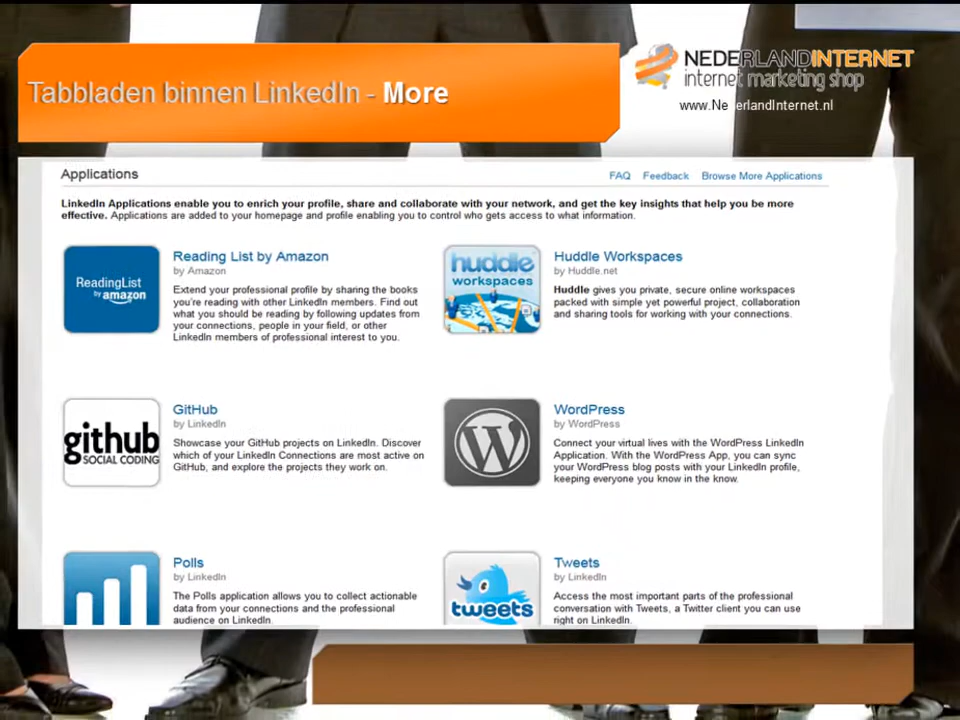 Tabbladen binnen LinkedIn - More
NEDERLANDINTERNET
internet marketing shop
www.NederlandInternet.nl
Applications
FAQ Feedback Browse More Applications
LinkedIn Applications enable you to enrich your profile, share and collaborate with your network, and get the key insights that help you be more
effective. Applications are added to your homepage and profile enabling you to control who gets access to what information.
ReadingList
by amazon
Reading List by Amazon
by Amazon
Extend your professional profile by sharing the books
you're reading with other LinkedIn members. Find out
what you should be reading by following updates from
your connections, people in your field, or other
LinkedIn members of professional interest to you.
huddle
workspaces
Huddle Workspaces
by Huddle.net
Huddle gives you private, secure online workspaces
packed with simple yet powerful project, collaboration
and sharing tools for working with your connections.
github
SOCIAL CODING
GitHub
by LinkedIn
Showcase your GitHub projects on LinkedIn. Discover
which of your LinkedIn Connections are most active on
GitHub, and explore the projects they work on.
W
WordPress
by WordPress
Connect your virtual lives with the WordPress LinkedIn
Application. With the WordPress App, you can sync
your WordPress blog posts with your LinkedIn profile,
keeping everyone you know in the know.
Polls
by LinkedIn
The Polls application allows you to collect actionable
data from your connections and the professional
audience on LinkedIn.
tweets
Tweets
by LinkedIn
Access the most important parts of the professional
conversation with Tweets, a Twitter client you can use
right on LinkedIn.